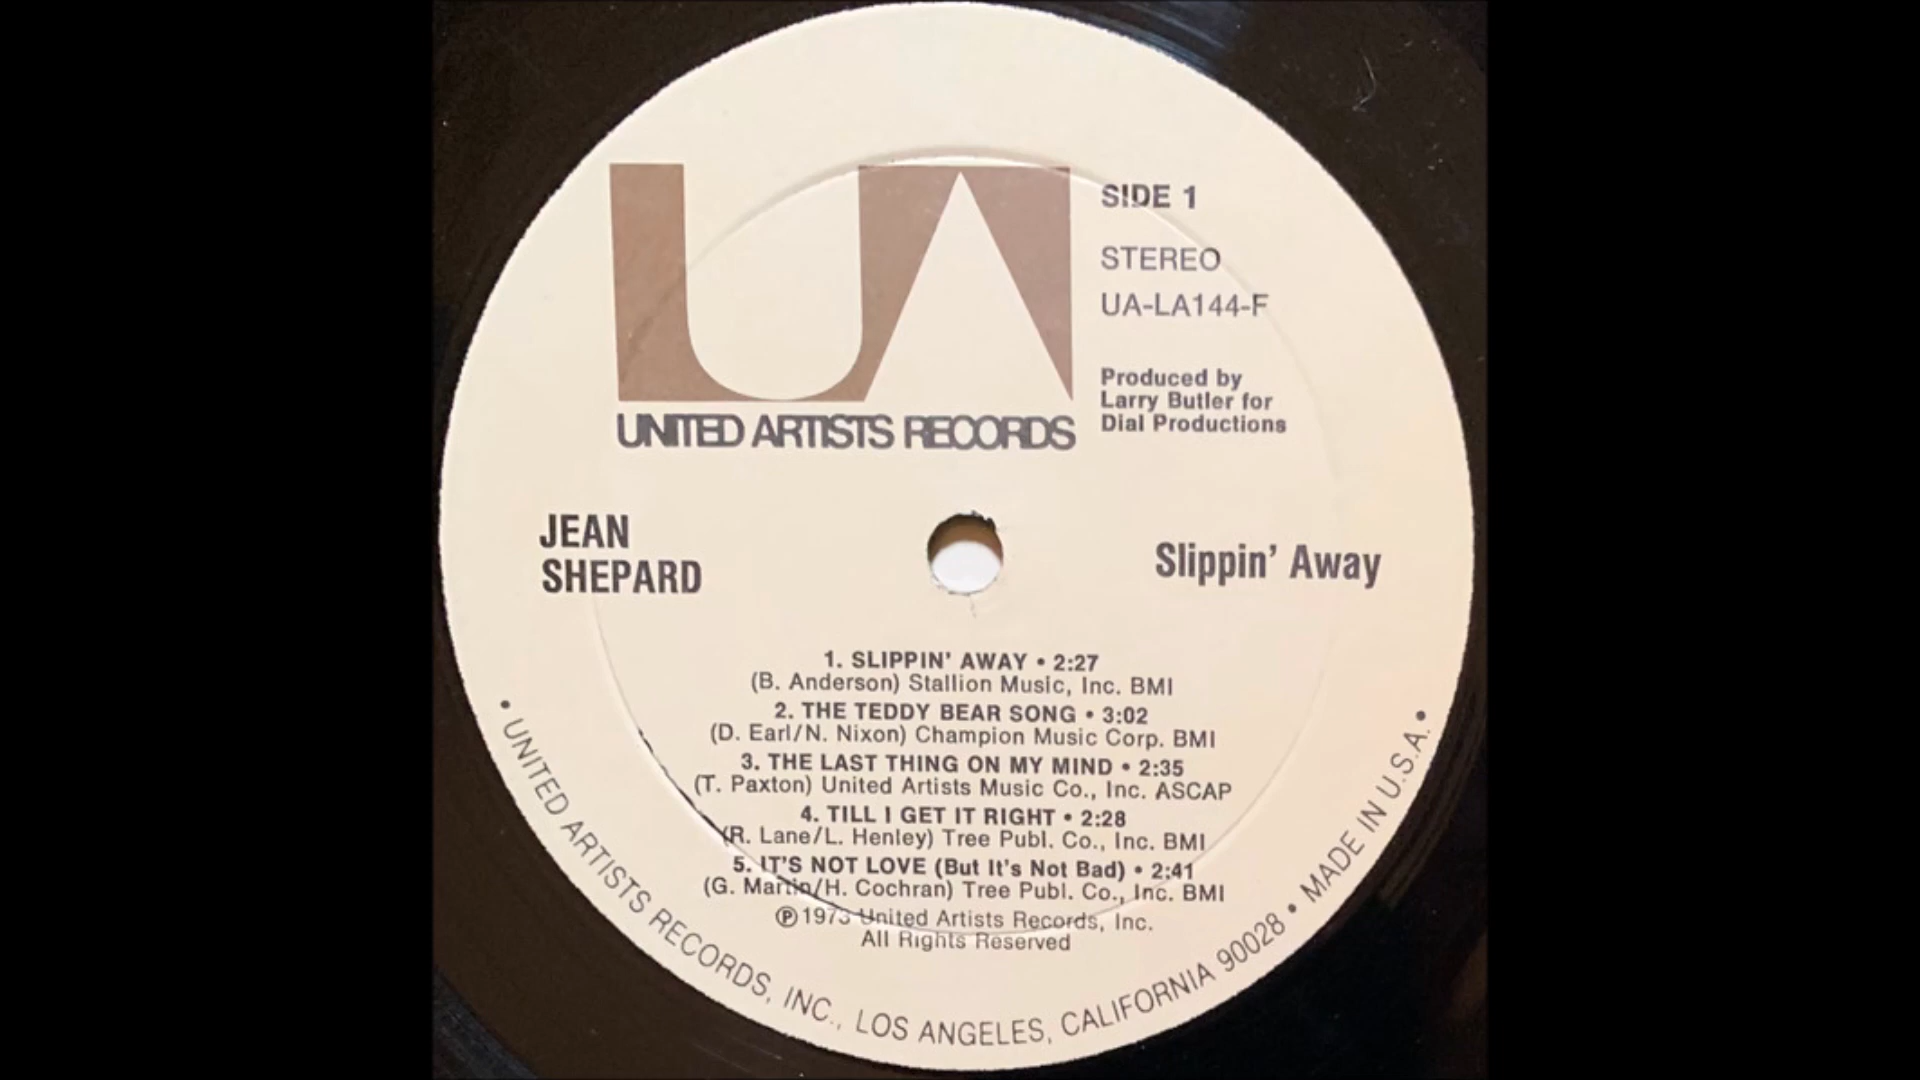 UA
UNITED ARTISTS RECORDS
SIDE 1
STEREO
UA-LA144-F
Produced by
Larry Butler for
Dial Productions
JEAN
SHEPARD
Slippin' Away
1. SLIPPIN' AWAY • 2:27
(B. Anderson) Stallion Music, Inc. BMI
2. THE TEDDY BEAR SONG • 3:02
(D. Earl/N. Nixon) Champion Music Corp. BMI
3. THE LAST THING ON MY MIND • 2:35
(T. Paxton) United Artists Music Co., Inc. ASCAP
4. TILL I GET IT RIGHT • 2:28
(R. Lane/L. Henley) Tree Publ. Co., Inc. BMI
5. IT'S NOT LOVE (But It's Not Bad) • 2:41
(G. Martin/H. Cochran) Tree Publ. Co., Inc. BMI
Ⓟ 1973 United Artists Records, Inc.
All Rights Reserved
• UNITED ARTISTS RECORDS, INC., LOS ANGELES, CALIFORNIA 90028 • MADE IN U.S.A. •